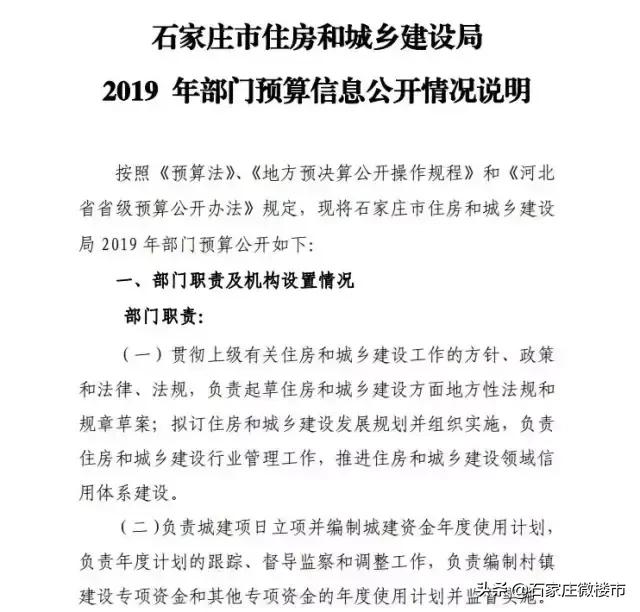 石家庄市住房和城乡建设局
2019 年部门预算信息公开情况说明
按照《预算法》、《地方预决算公开操作规程》和《河北
省省级预算公开办法》规定，现将石家庄市住房和城乡建设
局 2019 年部门预算公开如下：
一、部门职责及机构设置情况
部门职责：
（一）贯彻上级有关住房和城乡建设工作的方针、政策
和法律、法规，负责起草住房和城乡建设方面地方性法规和
规章草案；拟订住房和城乡建设发展规划并组织实施，负责
住房和城乡建设行业管理工作，推进住房和城乡建设领域信
用体系建设。
（二）负责城建项目立项并编制城建资金年度使用计划，
负责年度计划的跟踪、督导监察和调整工作，负责编制村镇
建设专项资金和其他专项资金的年度使用计划并监督实施。
头条@石家庄微楼市